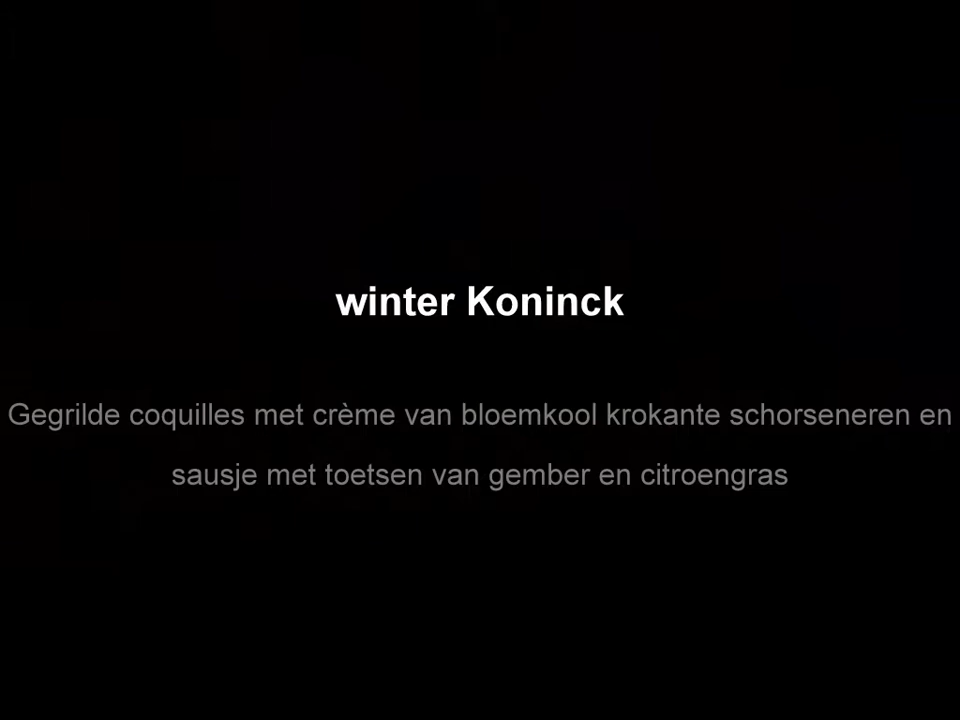 winter Koninck
Gegrilde coquilles met crème van bloemkool krokante schorseneren en
sausje met toetsen van gember en citroengras